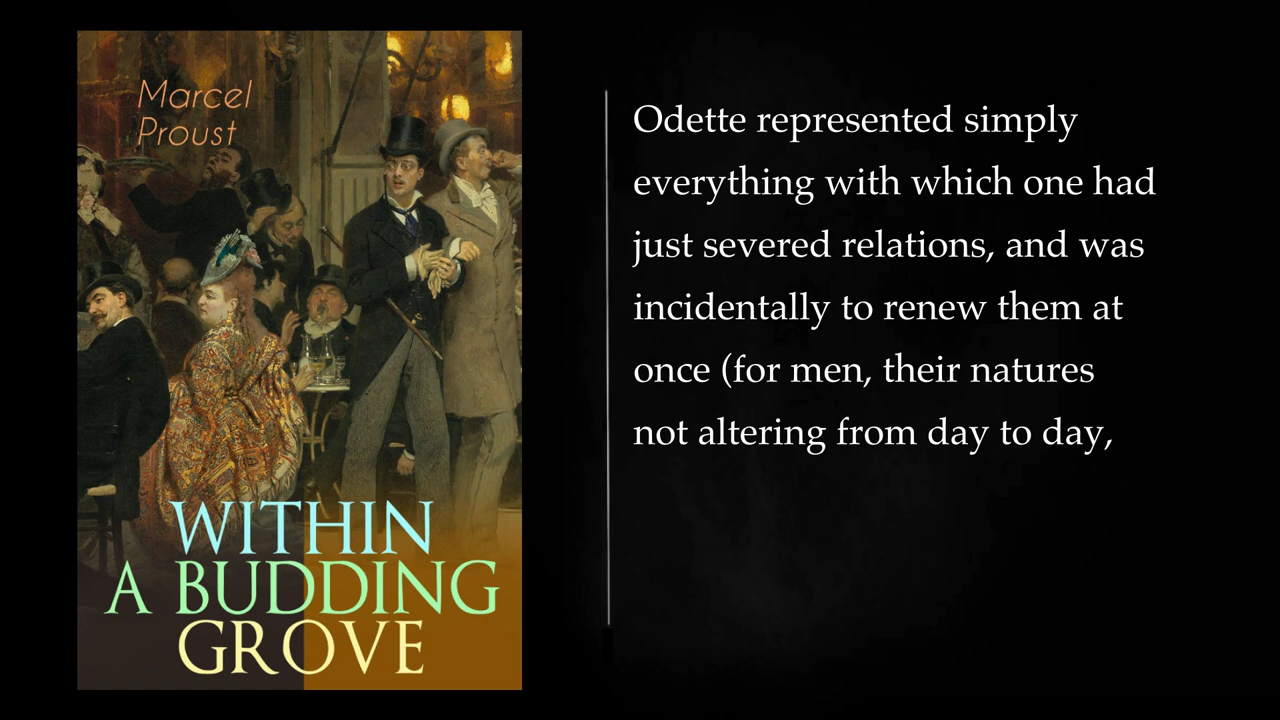 Marcel
Proust
WITHIN
A BUDDING
GROVE
Odette represented simply
everything with which one had
just severed relations, and was
incidentally to renew them at
once (for men, their natures
not altering from day to day,